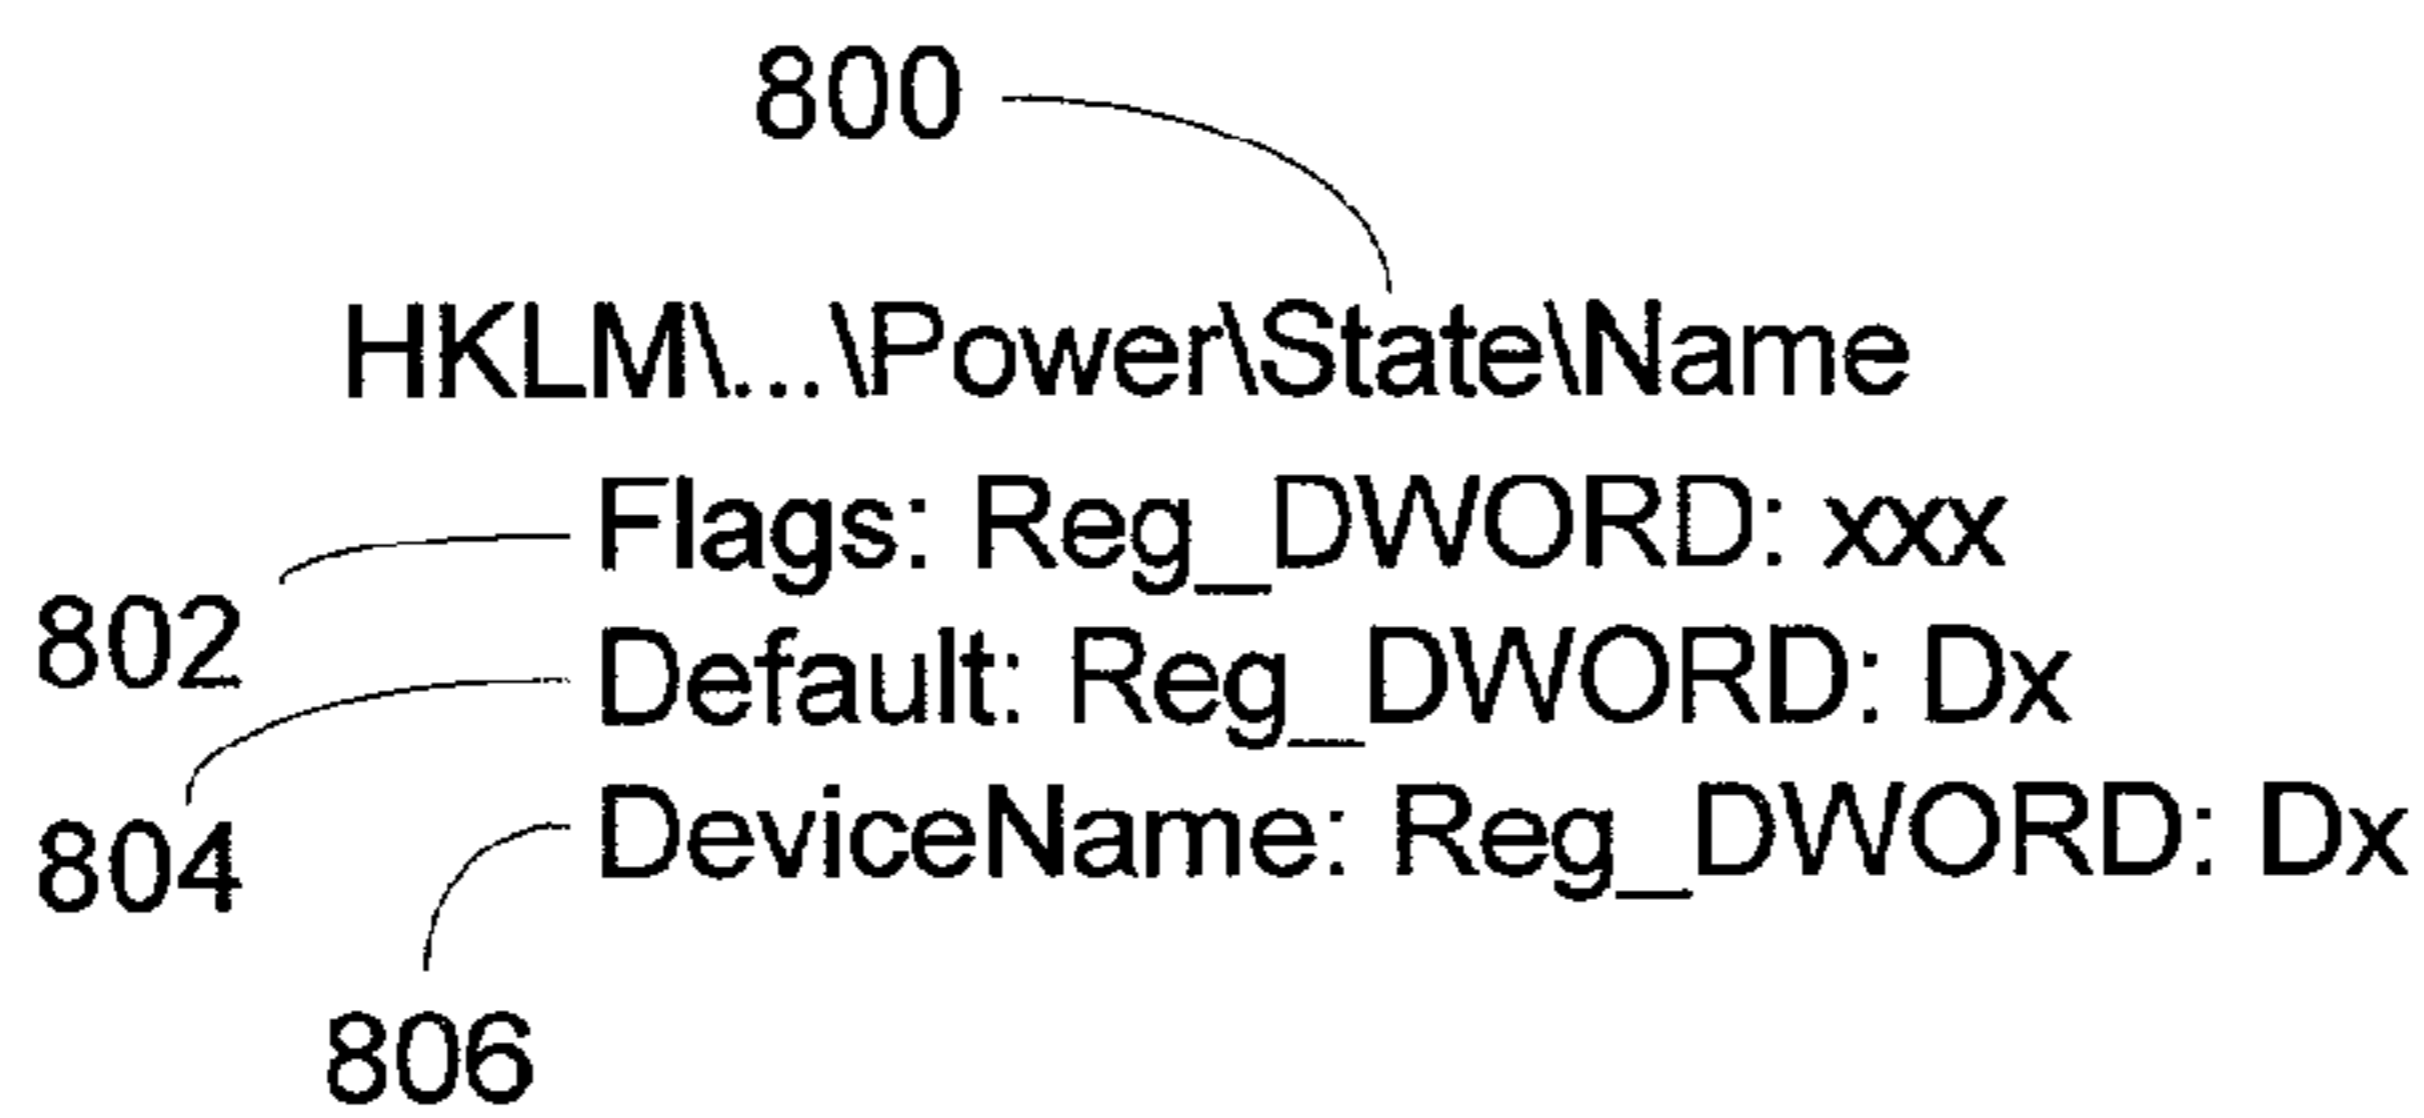 800
HKLM\...\Power\State\Name
Flags: Reg_DWORD: xxx
802
Default: Reg_DWORD: Dx
804
DeviceName: Reg_DWORD: Dx
806